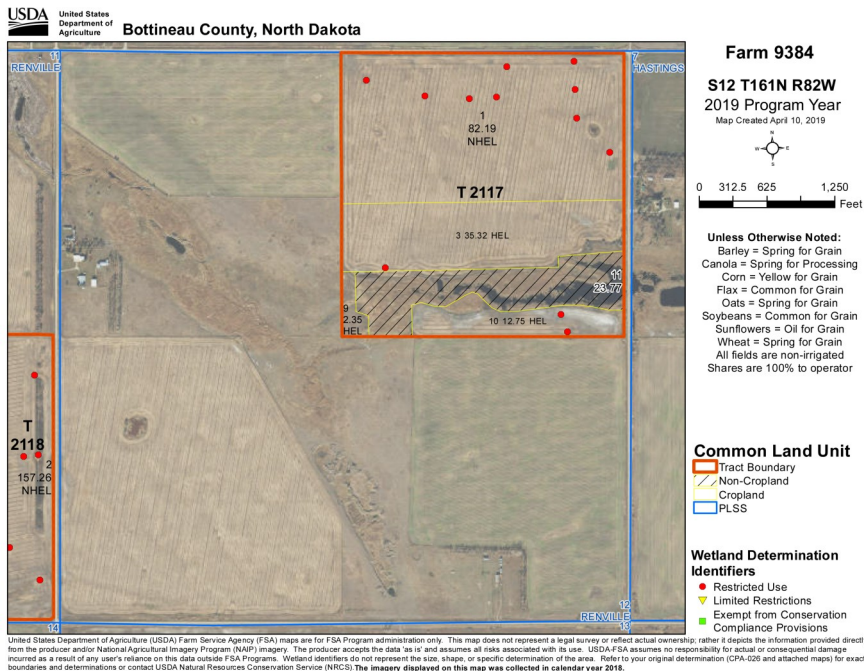 USDA
United States
Department of
Agriculture
Bottineau County, North Dakota
11
RENVILLE
7
HASTINGS
1
82.19
NHEL
T 2117
3 35.32 HEL
11
23.77
9
2.35
HEL
10 12.75 HEL
T
2118
2
157.26
NHEL
12
RENVILLE
13
14
Farm 9384
S12 T161N R82W
2019 Program Year
Map Created April 10, 2019
N
W E
S
0 312.5 625 1,250
Feet
Unless Otherwise Noted:
Barley = Spring for Grain
Canola = Spring for Processing
Corn = Yellow for Grain
Flax = Common for Grain
Oats = Spring for Grain
Soybeans = Common for Grain
Sunflowers = Oil for Grain
Wheat = Spring for Grain
All fields are non-irrigated
Shares are 100% to operator
Common Land Unit
Tract Boundary
Non-Cropland
Cropland
PLSS
Wetland Determination
Identifiers
Restricted Use
Limited Restrictions
Exempt from Conservation
Compliance Provisions
United States Department of Agriculture (USDA) Farm Service Agency (FSA) maps are for FSA Program administration only. This map does not represent a legal survey or reflect actual ownership; rather it depicts the information provided directl
from the producer and/or National Agricultural Imagery Program (NAIP) imagery. The producer accepts the data 'as is' and assumes all risks associated with its use. USDA-FSA assumes no responsibility for actual or consequential damage
incurred as a result of any user's reliance on this data outside FSA Programs. Wetland identifiers do not represent the size, shape, or specific determination of the area. Refer to your original determination (CPA-026 and attached maps) for exac
boundaries and determinations or contact USDA Natural Resources Conservation Service (NRCS). The imagery displayed on this map was collected in calendar year 2018.